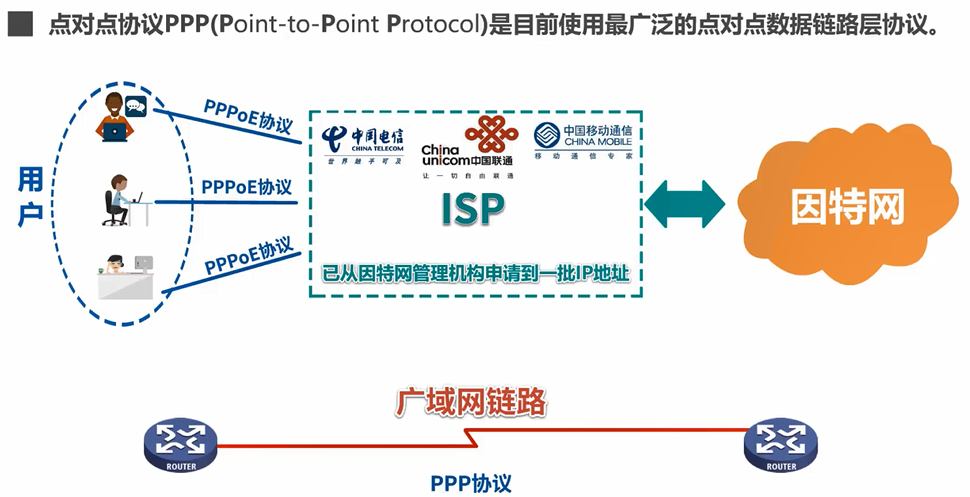 点对点协议PPP(Point-to-Point Protocol)是目前使用最广泛的点对点数据链路层协议。
用户
PPPoE协议
PPPoE协议
PPPoE协议
中国电信
CHINA TELECOM
世界触手可及
China
unicom中国联通
让一切自由联通
中国移动通信
CHINA MOBILE
移动通信专家
ISP
已从因特网管理机构申请到一批IP地址
因特网
广域网链路
ROUTER
ROUTER
PPP协议